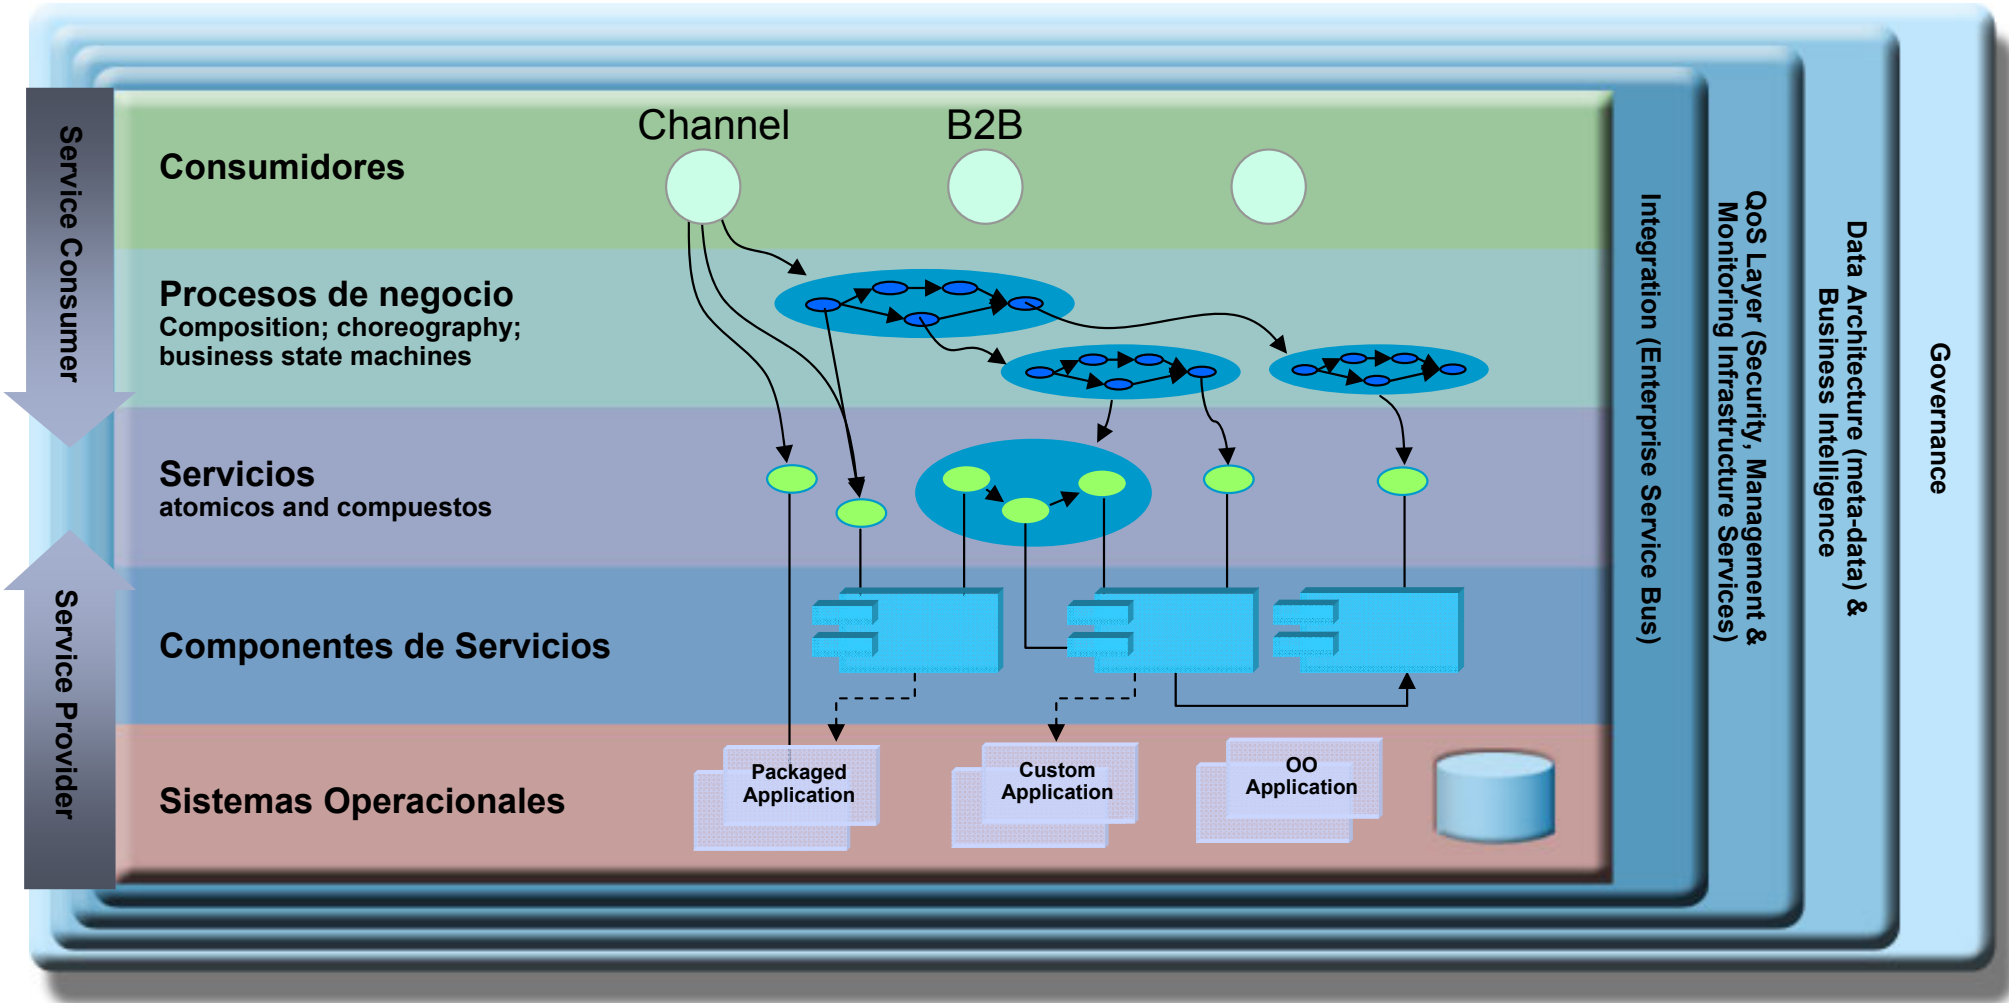 Channel
B2B
Consumidores
Procesos de negocio
Composition; choreography;
business state machines
Servicios
atomicos and compuestos
Componentes de Servicios
Sistemas Operacionales
Packaged
Application
Custom
Application
OO
Application
Service Consumer
Service Provider
Integration (Enterprise Service Bus)
QoS Layer (Security, Management &
Monitoring Infrastructure Services)
Data Architecture (meta-data) &
Business Intelligence
Governance